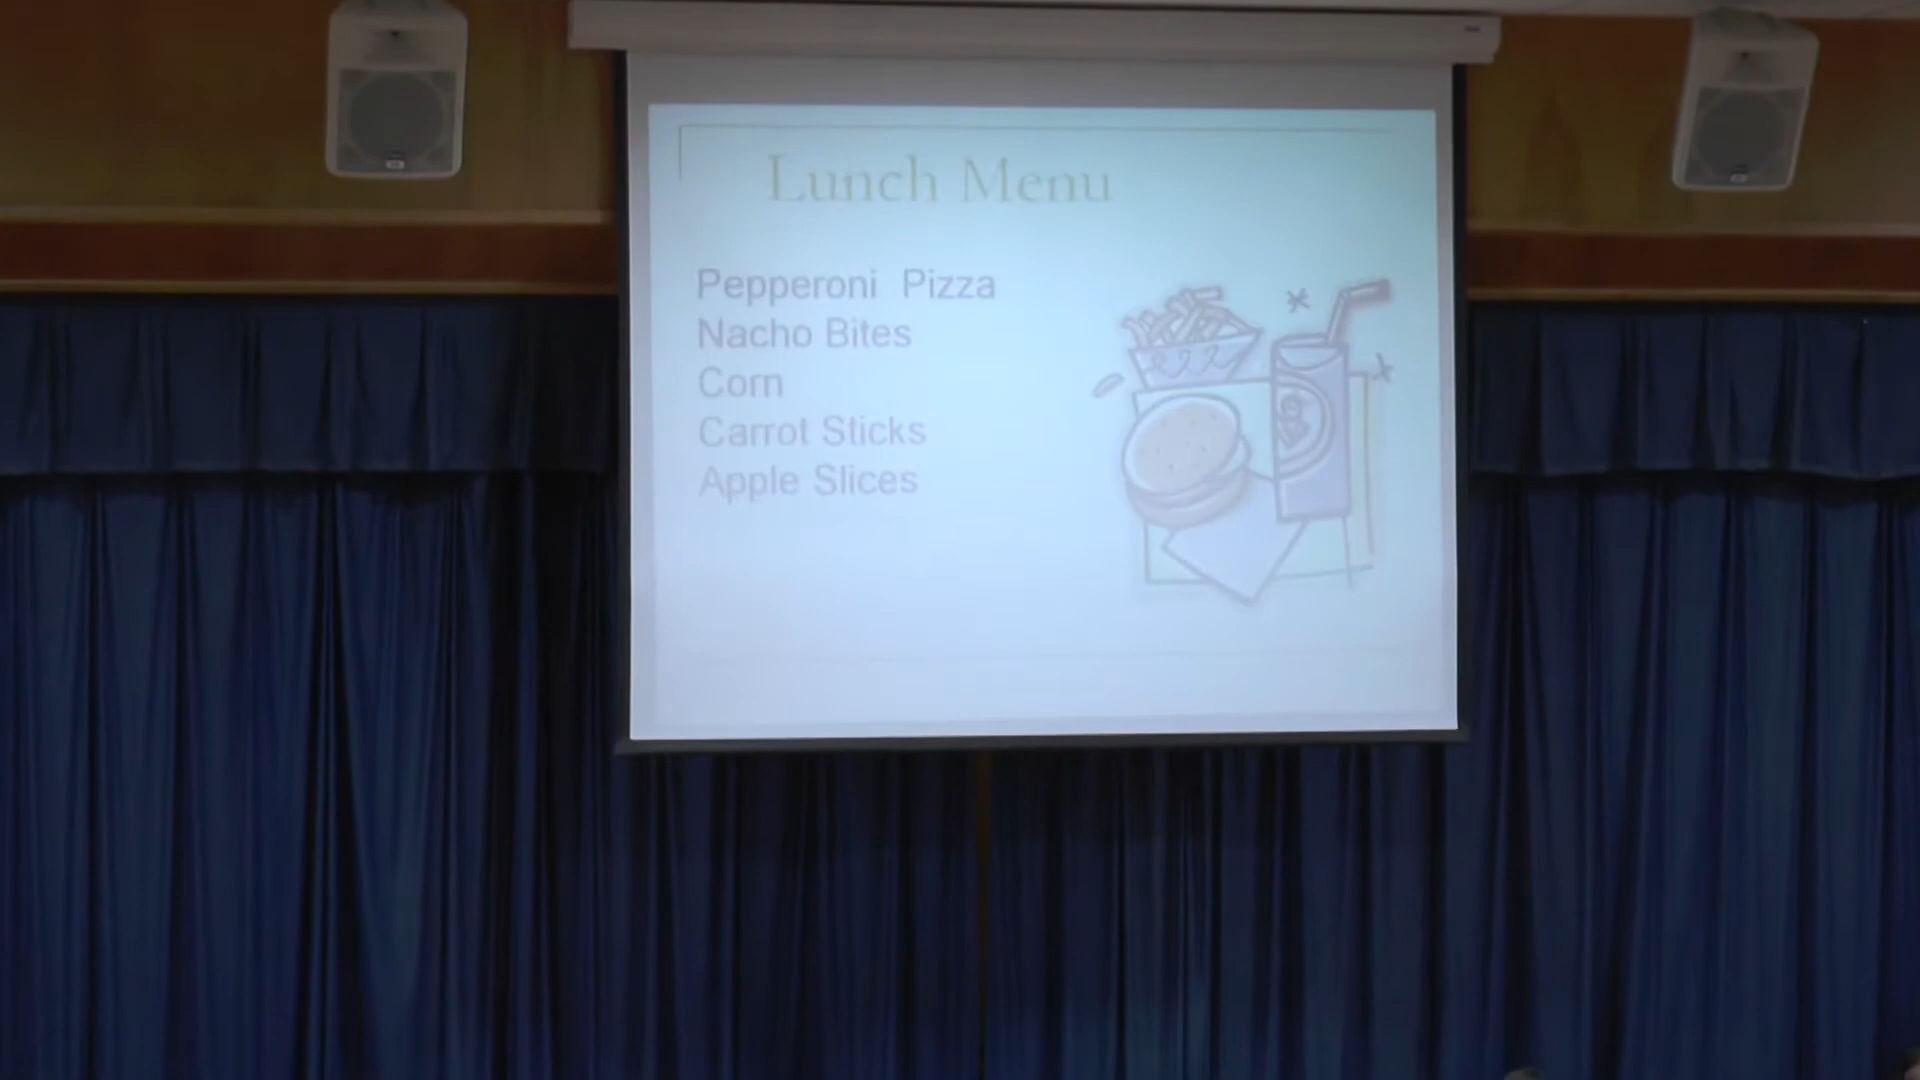 Lunch Menu
Pepperoni Pizza
Nacho Bites
Corn
Carrot Sticks
Apple Slices